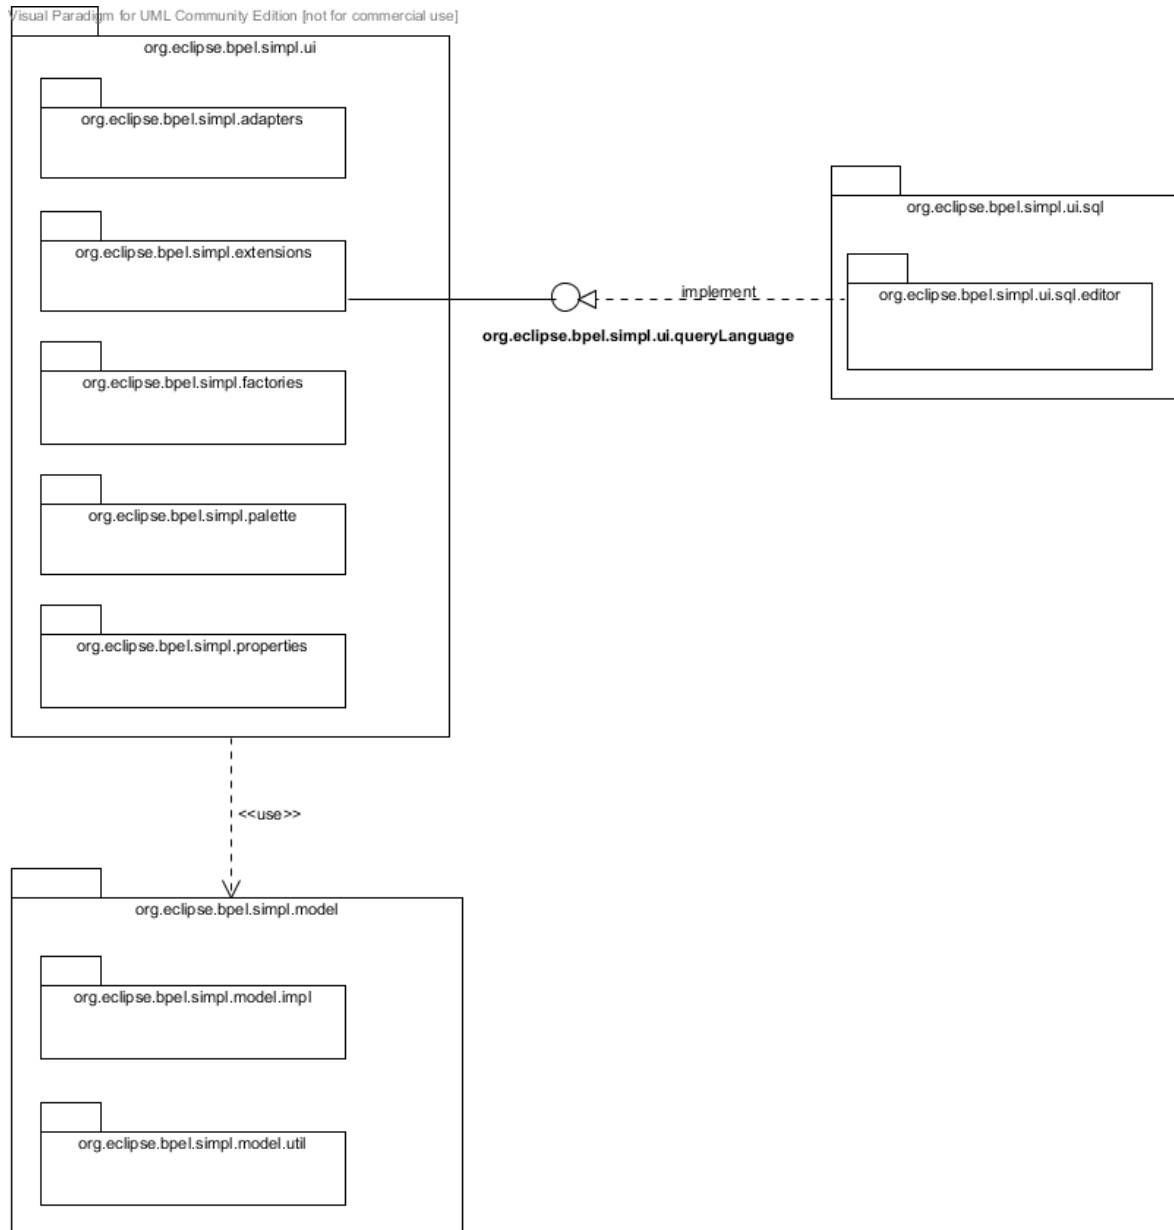 Visual Paradigm for UML Community Edition [not for commercial use]
org.eclipse.bpel.simpl.ui
org.eclipse.bpel.simpl.adapters
org.eclipse.bpel.simpl.extensions
org.eclipse.bpel.simpl.factories
org.eclipse.bpel.simpl.palette
org.eclipse.bpel.simpl.properties
implement
org.eclipse.bpel.simpl.ui.queryLanguage
org.eclipse.bpel.simpl.ui.sql
org.eclipse.bpel.simpl.ui.sql.editor
<<use>>
org.eclipse.bpel.simpl.model
org.eclipse.bpel.simpl.model.impl
org.eclipse.bpel.simpl.model.util